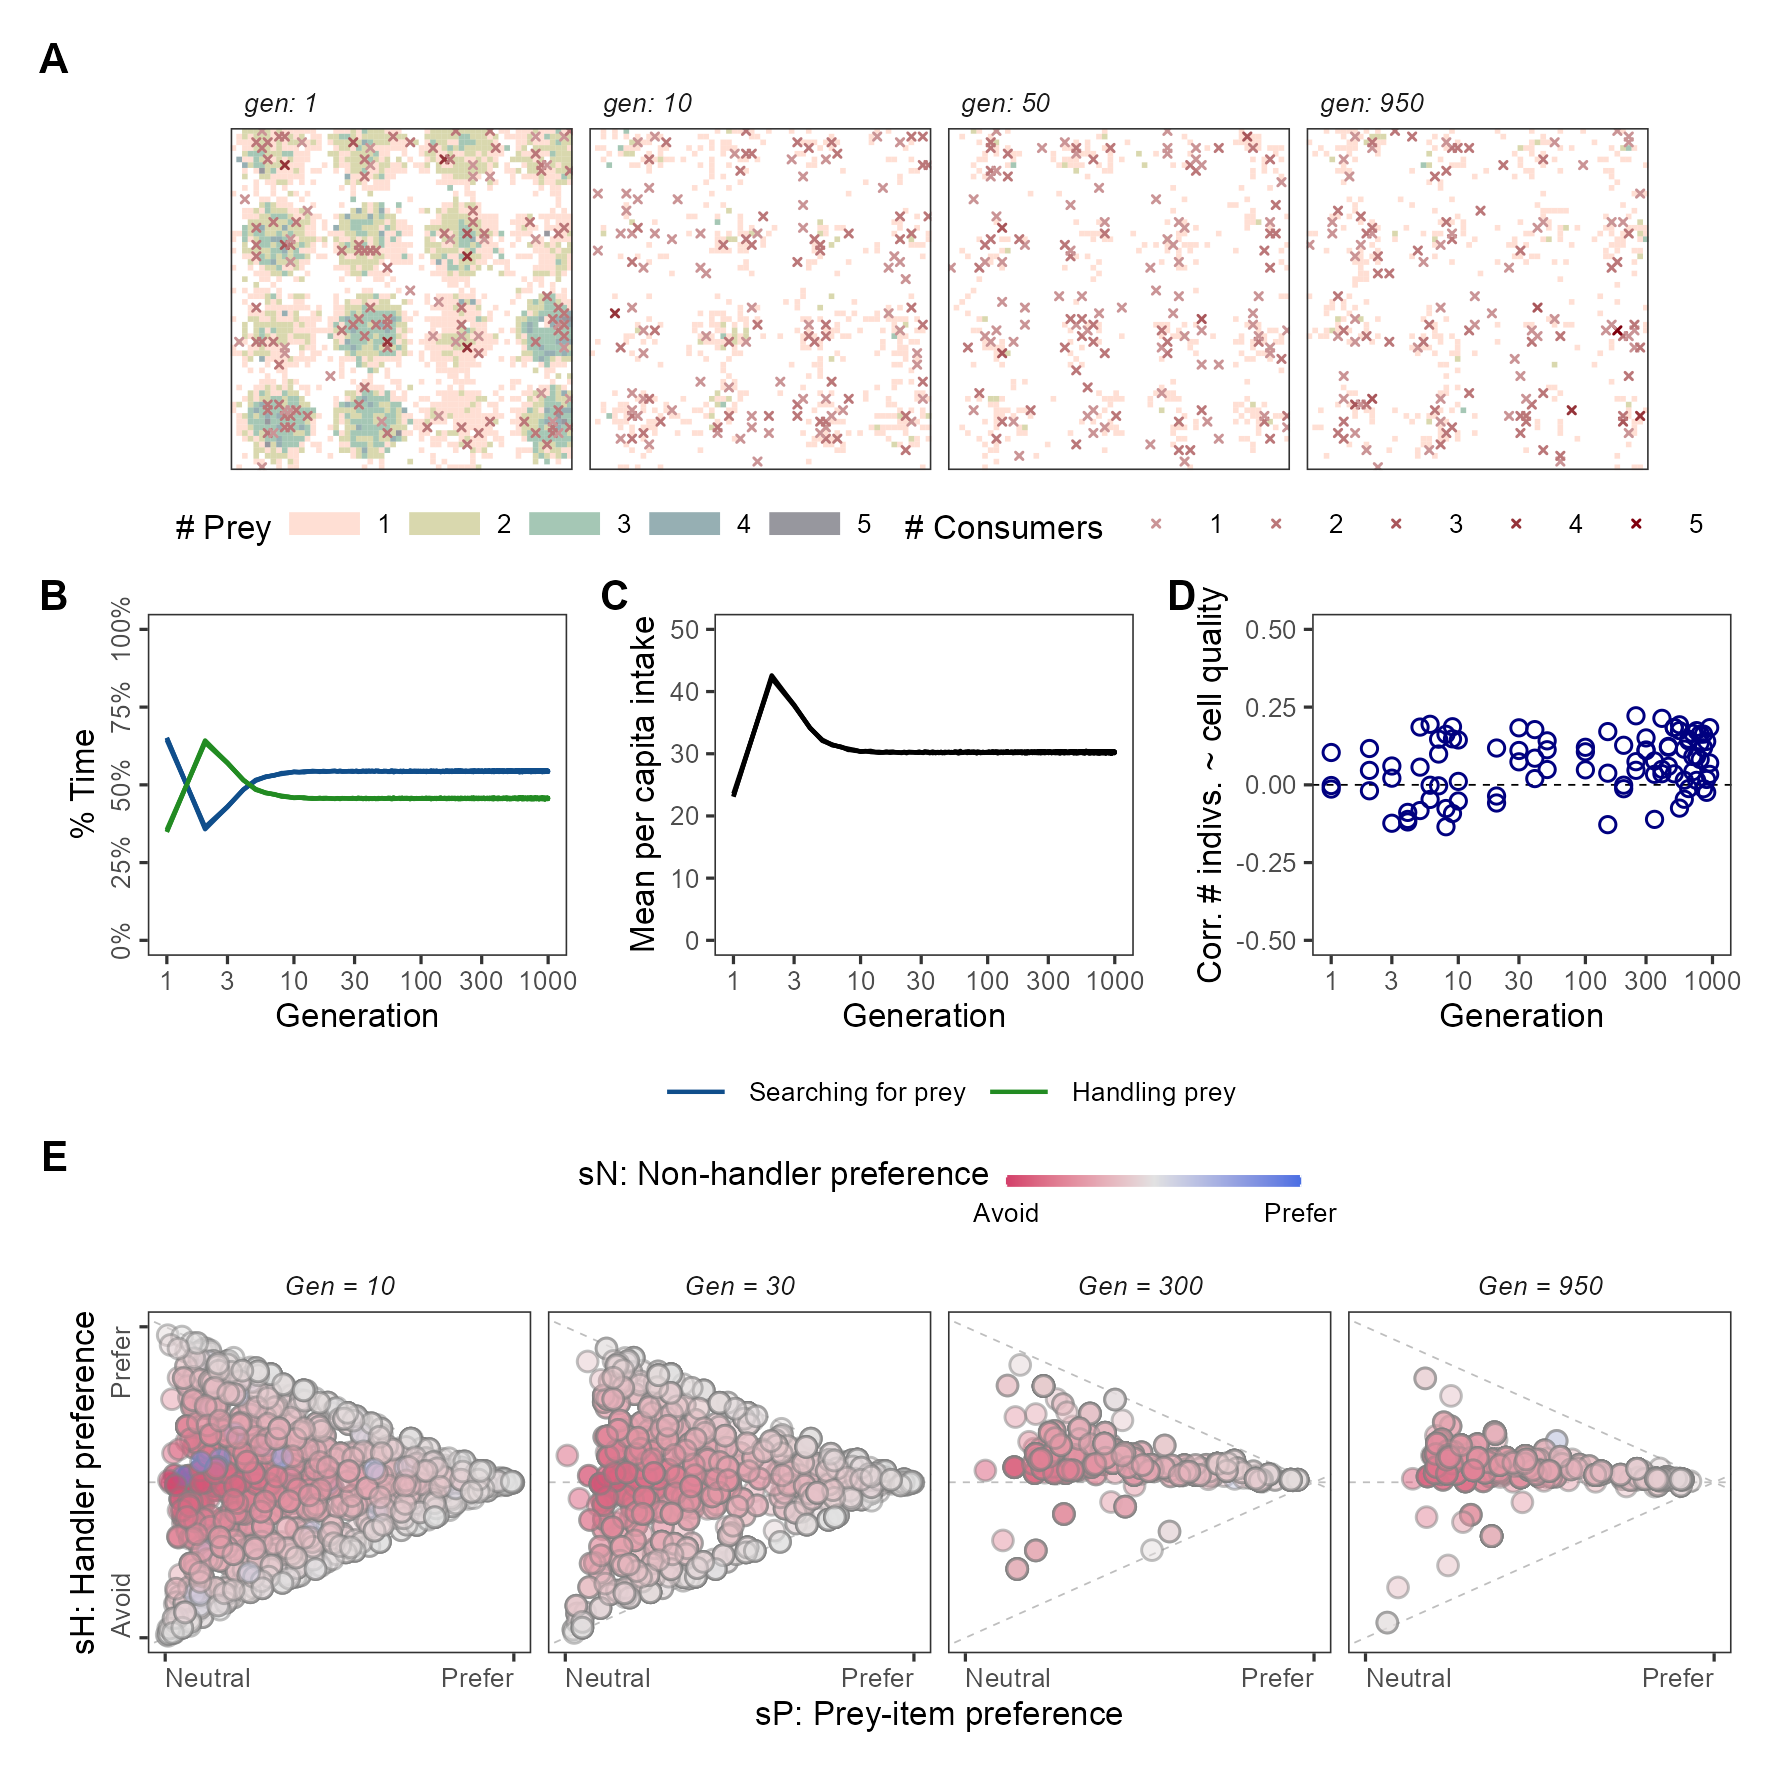 A
gen: 1 gen: 10 gen: 50 gen: 950
# Prey 1 2 3 4 5 # Consumers 1 2 3 4 5
B
% Time
100%
75%
50%
25%
0%
1 3 10 30 100 300 1000
Generation
C
Mean per capita intake
50
40
30
20
10
0
1 3 10 30 100 300 1000
Generation
D
Corr. # indivs. ~ cell quality
0.50
0.25
0.00
-0.25
-0.50
1 3 10 30 100 300 1000
Generation
Searching for prey Handling prey
E
sN: Non-handler preference
Avoid Prefer
Gen = 10 Gen = 30 Gen = 300 Gen = 950
sH: Handler preference
Prefer
Avoid
Neutral Prefer Neutral Prefer Neutral Prefer Neutral Prefer
sP: Prey-item preference